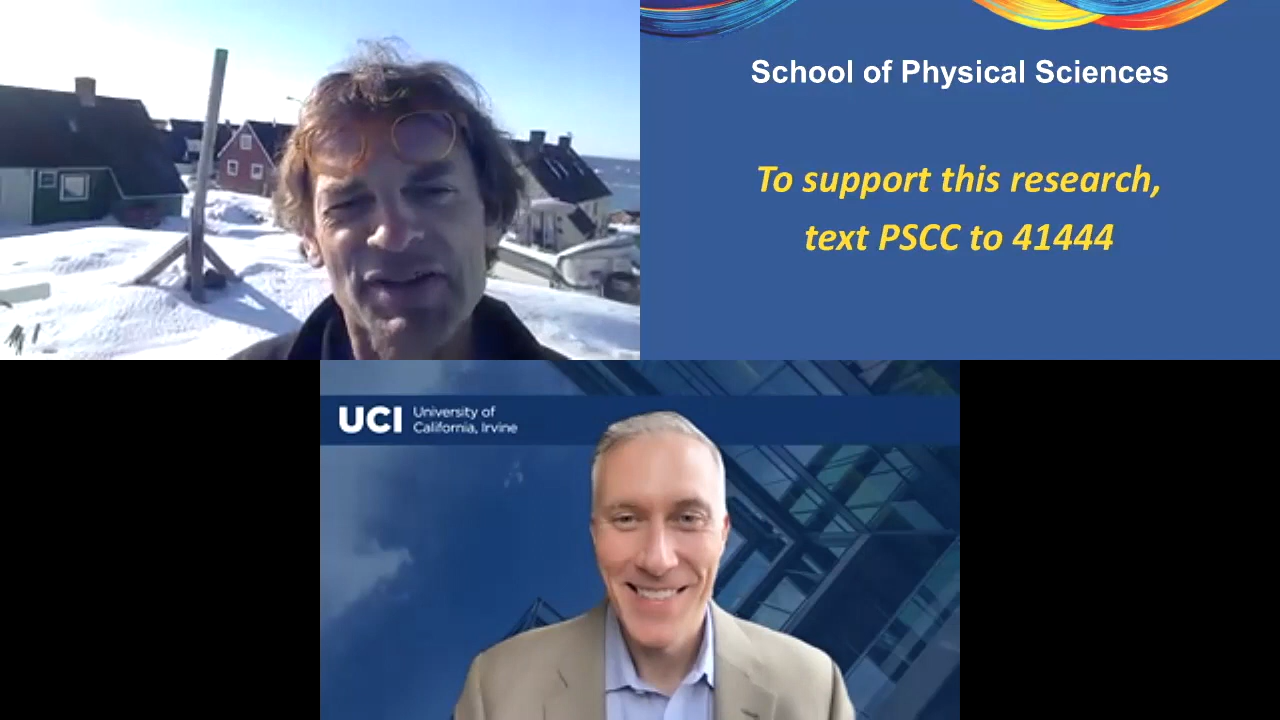 School of Physical Sciences
To support this research,
text PSCC to 41444
UCI University of
California, Irvine